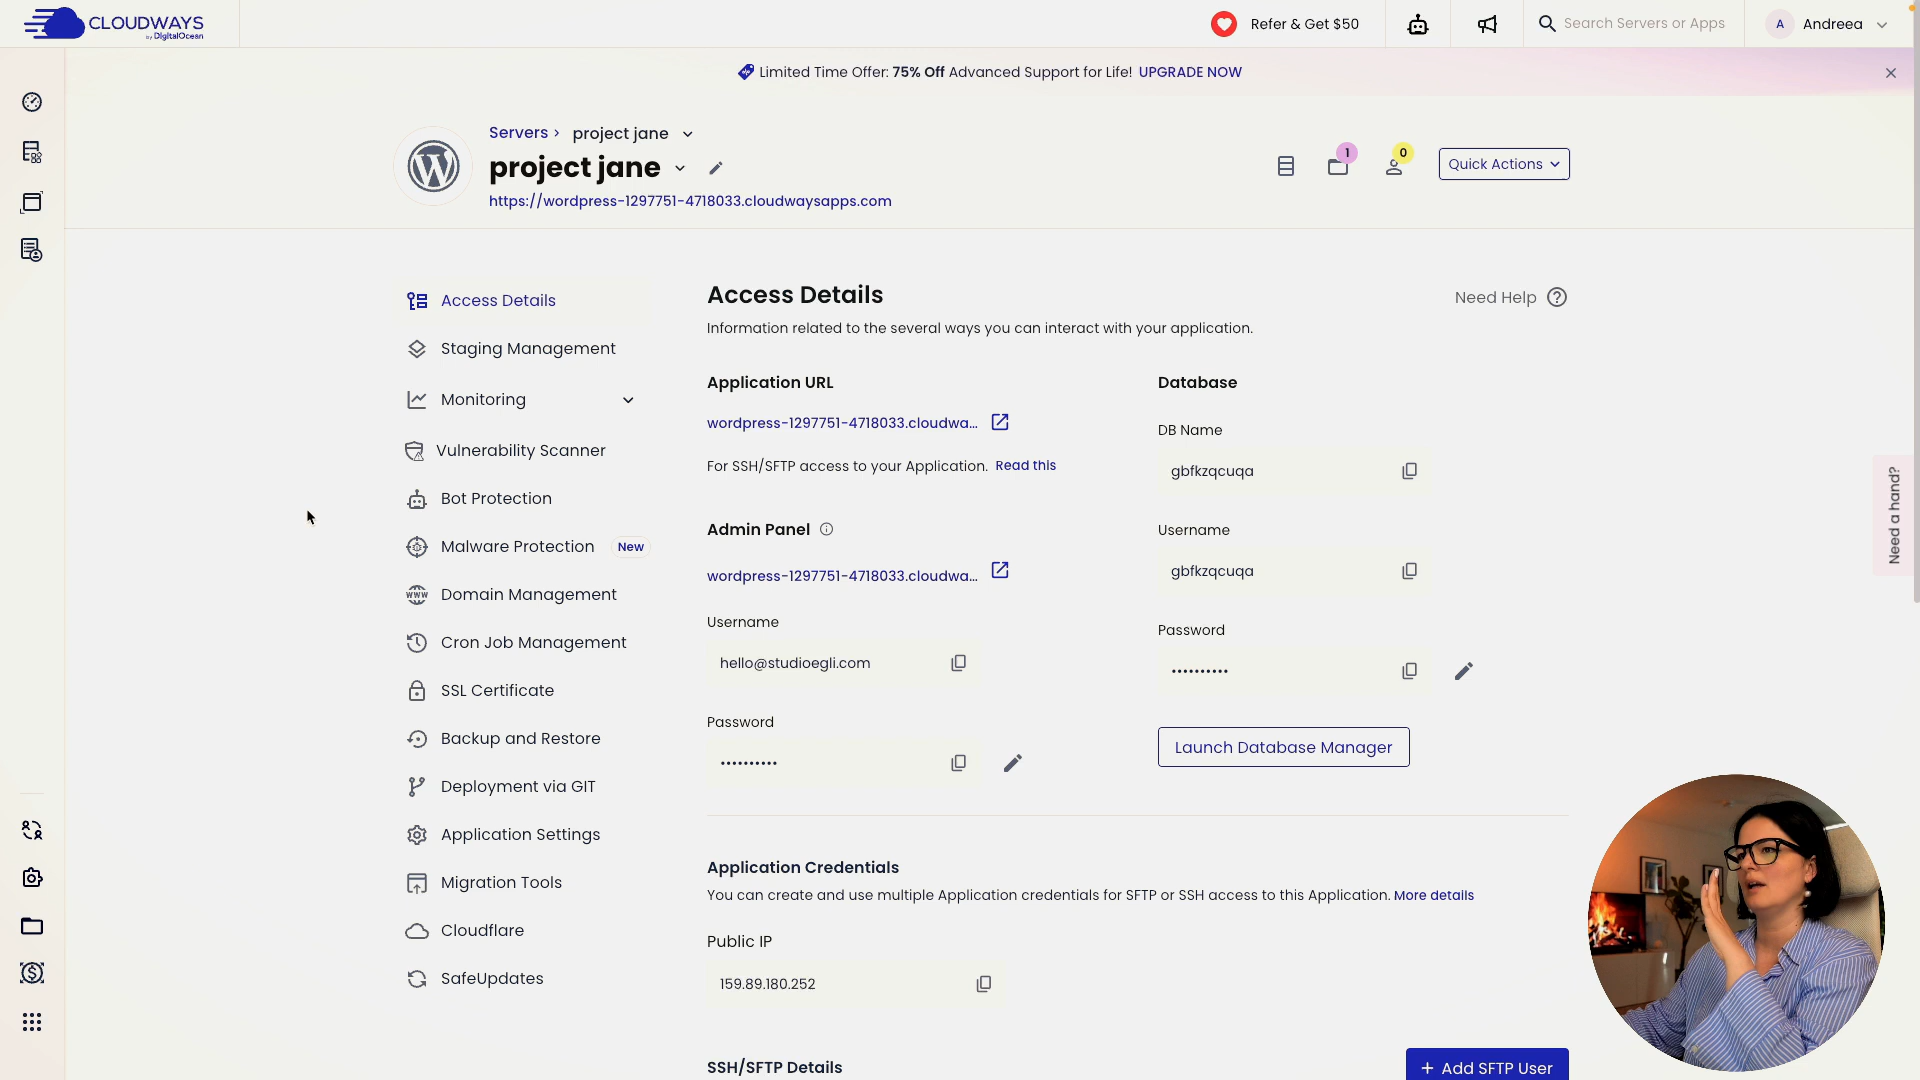 CLOUDWAYS
by DigitalOcean
Refer & Get $50
Search Servers or Apps
A
Andreea
Limited Time Offer: 75% Off Advanced Support for Life! UPGRADE NOW
Servers › project jane
project jane
https://wordpress-1297751-4718033.cloudwaysapps.com
1
0
Quick Actions
Access Details
Staging Management
Monitoring
Vulnerability Scanner
Bot Protection
Malware Protection New
Domain Management
Cron Job Management
SSL Certificate
Backup and Restore
Deployment via GIT
Application Settings
Migration Tools
Cloudflare
SafeUpdates
Access Details
Need Help
Information related to the several ways you can interact with your application.
Application URL
wordpress-1297751-4718033.cloudwa...
For SSH/SFTP access to your Application. Read this
Admin Panel
wordpress-1297751-4718033.cloudwa...
Username
hello@studioegli.com
Password
••••••••••
Database
DB Name
gbfkzqcuqa
Username
gbfkzqcuqa
Password
••••••••••
Launch Database Manager
Need a hand?
Application Credentials
You can create and use multiple Application credentials for SFTP or SSH access to this Application. More details
Public IP
159.89.180.252
SSH/SFTP Details
+ Add SFTP User